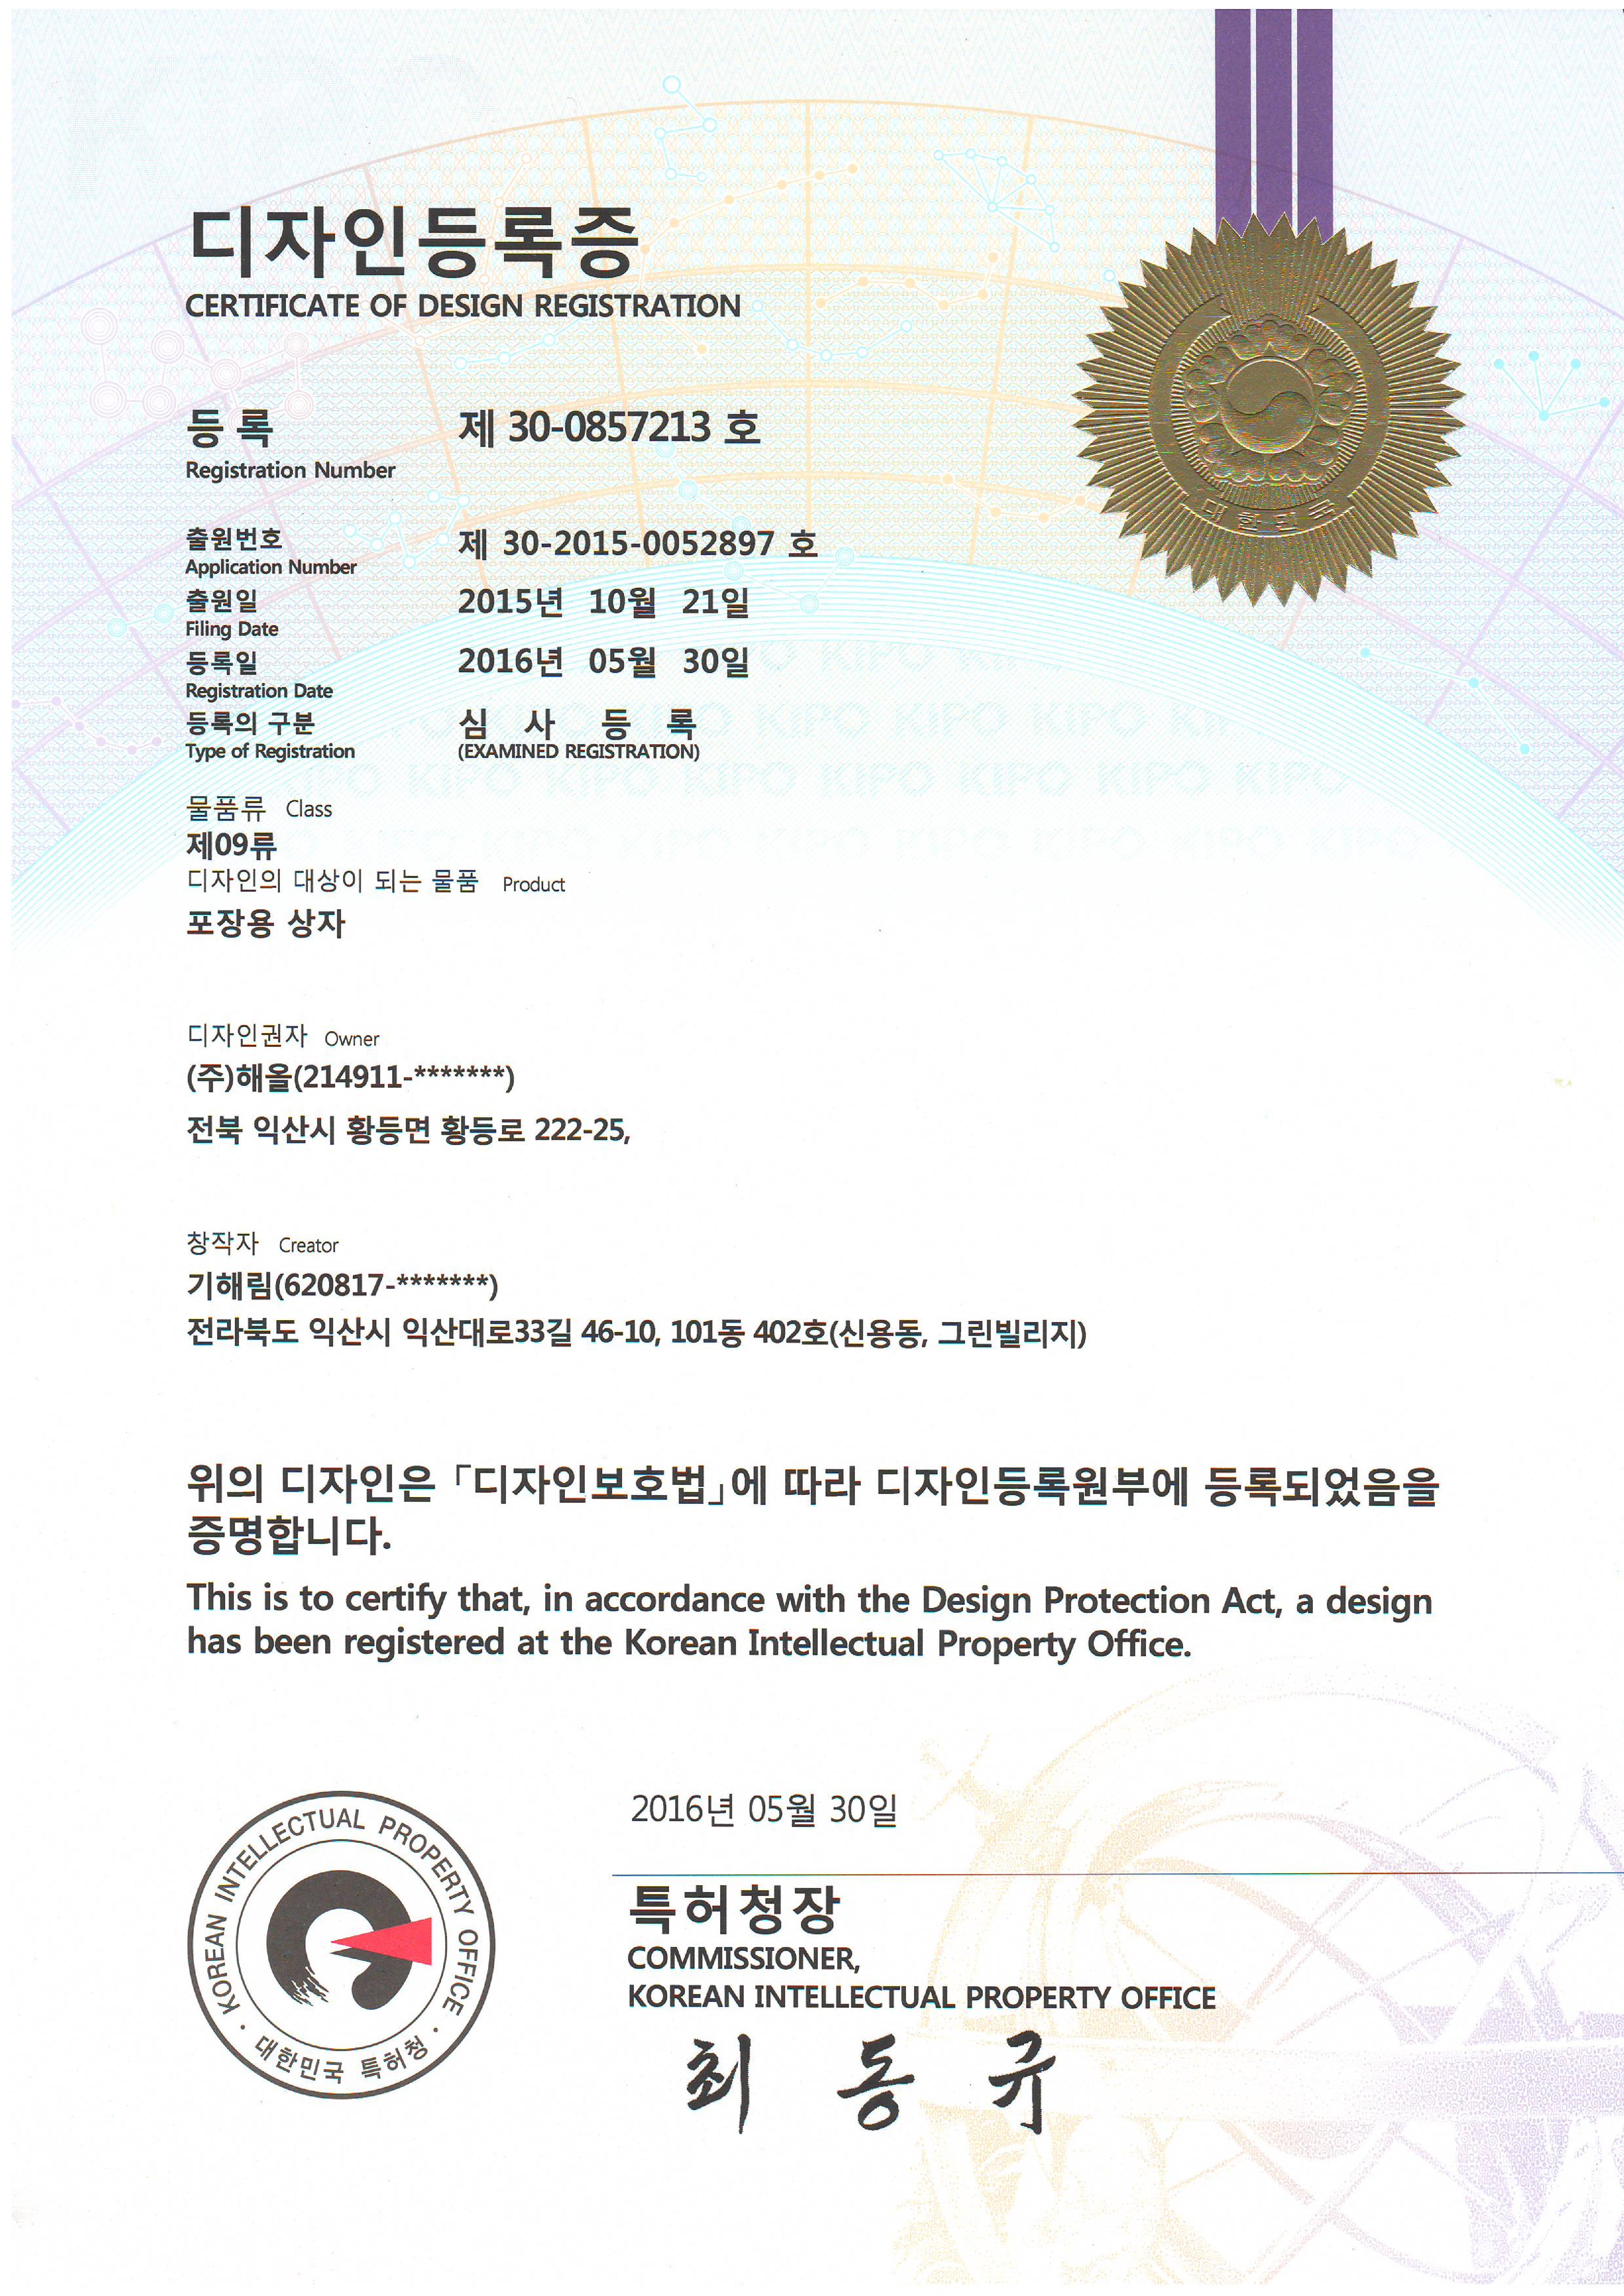 디자인등록증
CERTIFICATE OF DESIGN REGISTRATION
등록 제 30-0857213 호
Registration Number
출원번호 제 30-2015-0052897 호
Application Number
출원일 2015년 10월 21일
Filing Date
등록일 2016년 05월 30일
Registration Date
등록의 구분 심 사 등 록
Type of Registration (EXAMINED REGISTRATION)
물품류 Class
제09류
디자인의 대상이 되는 물품 Product
포장용 상자
디자인권자 Owner
(주)해올(214911-*******)
전북 익산시 황등면 황등로 222-25,
창작자 Creator
기해림(620817-*******)
전라북도 익산시 익산대로33길 46-10, 101동 402호(신용동, 그린빌리지)
위의 디자인은 「디자인보호법」에 따라 디자인등록원부에 등록되었음을
증명합니다.
This is to certify that, in accordance with the Design Protection Act, a design
has been registered at the Korean Intellectual Property Office.
2016년 05월 30일
특허청장
COMMISSIONER,
KOREAN INTELLECTUAL PROPERTY OFFICE
최 동 규
KOREAN INTELLECTUAL PROPERTY OFFICE
대한민국 특허청
대한민국
KIPO KIPO KIPO KIPO KIPO KIPO KIPO